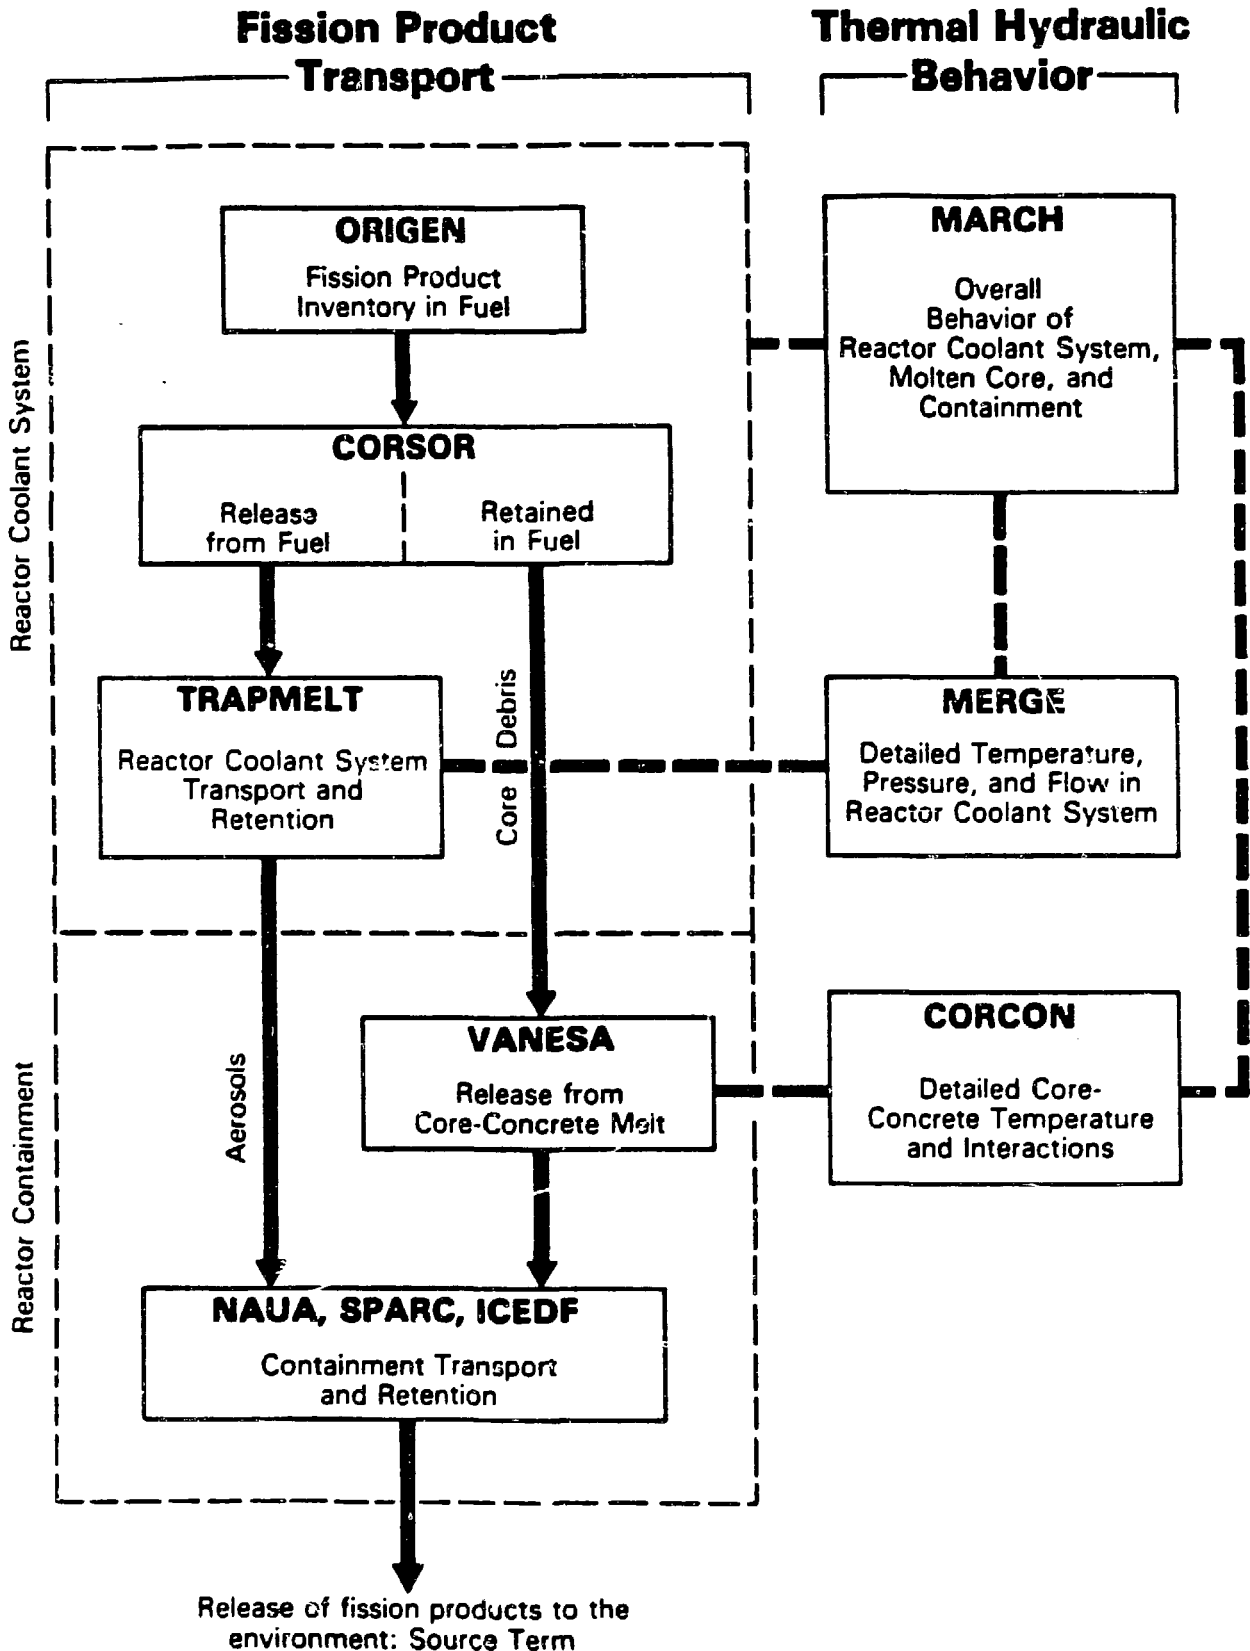 Fission Product
Transport
Thermal Hydraulic
Behavior
Reactor Coolant System
ORIGEN
Fission Product
Inventory in Fuel
CORSOR
Release
from Fuel
Retained
in Fuel
TRAPMELT
Reactor Coolant System
Transport and
Retention
Core Debris
Reactor Containment
Aerosols
VANESA
Release from
Core-Concrete Melt
NAUA, SPARC, ICEDF
Containment Transport
and Retention
Release of fission products to the
environment: Source Term
MARCH
Overall
Behavior of
Reactor Coolant System,
Molten Core, and
Containment
MERGE
Detailed Temperature,
Pressure, and Flow in
Reactor Coolant System
CORCON
Detailed Core-
Concrete Temperature
and Interactions